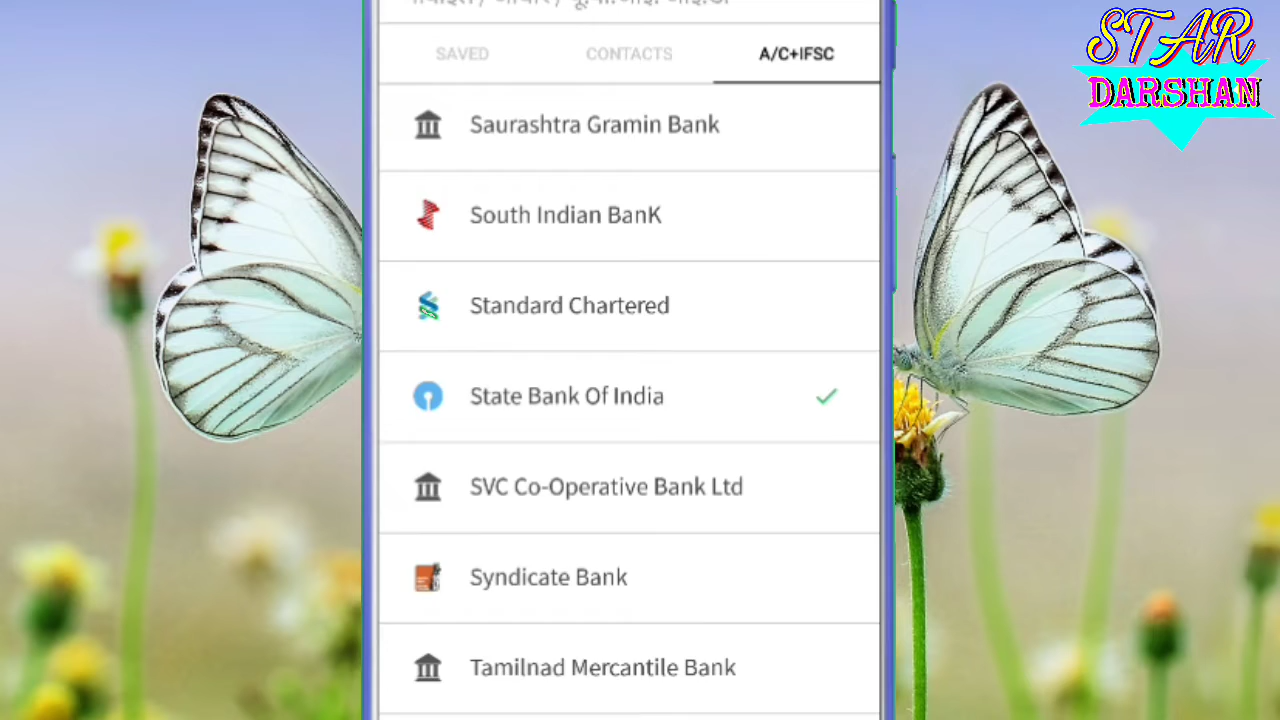 SAVED CONTACTS A/C+IFSC
Saurashtra Gramin Bank
South Indian BanK
Standard Chartered
State Bank Of India
SVC Co-Operative Bank Ltd
Syndicate Bank
Tamilnad Mercantile Bank
STAR
DARSHAN